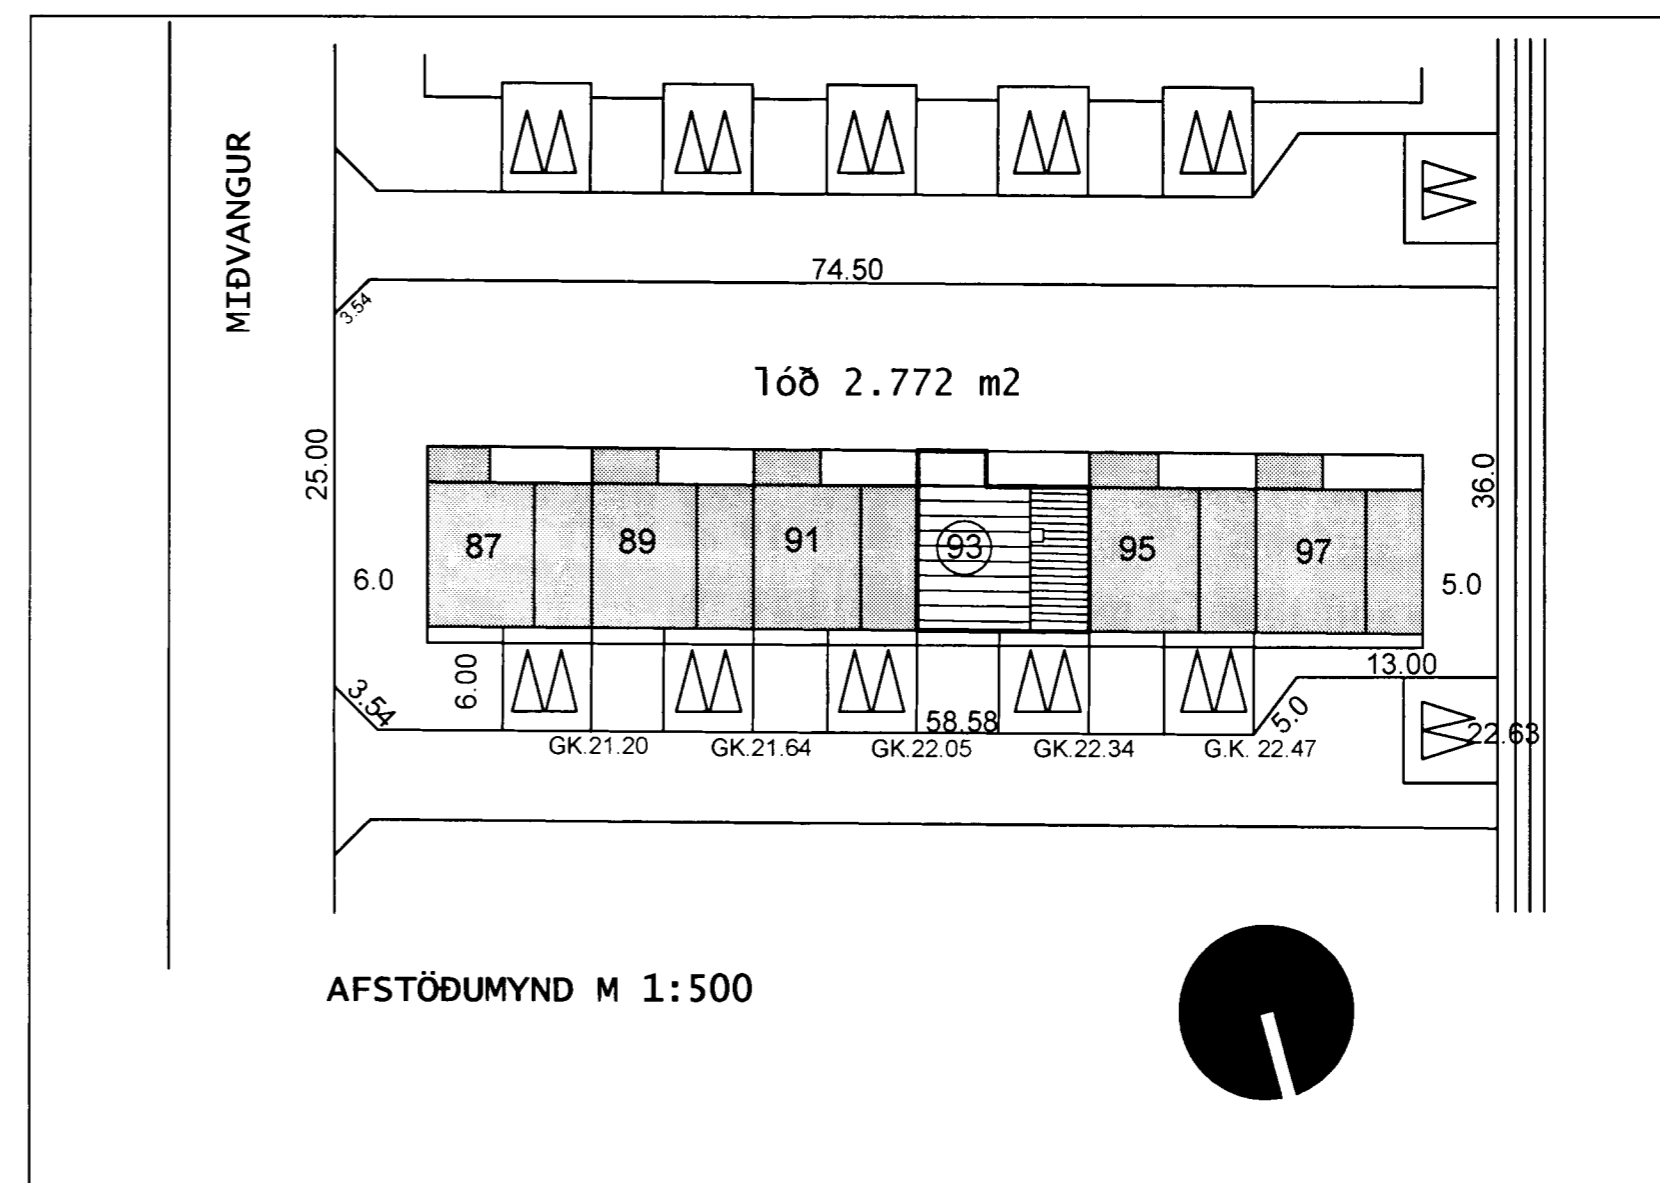 MIÐVANGUR
74.50
3.54
lóð 2.772 m2
25.00
36.0
87
89
91
93
95
97
6.0
5.0
6.00
13.00
3.54
58.58
5.0
22.63
GK.21.20
GK.21.64
GK.22.05
GK.22.34
G.K. 22.47
AFSTÖÐUMYND M 1:500